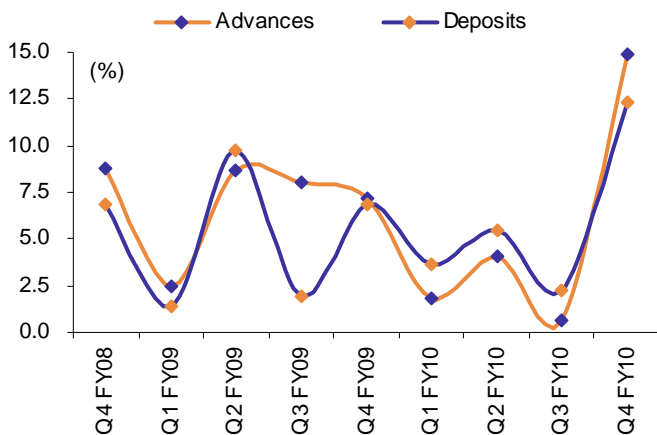 Advances Deposits
15.0
(%)
12.5
10.0
7.5
5.0
2.5
0.0
Q4 FY08
Q1 FY09
Q2 FY09
Q3 FY09
Q4 FY09
Q1 FY10
Q2 FY10
Q3 FY10
Q4 FY10